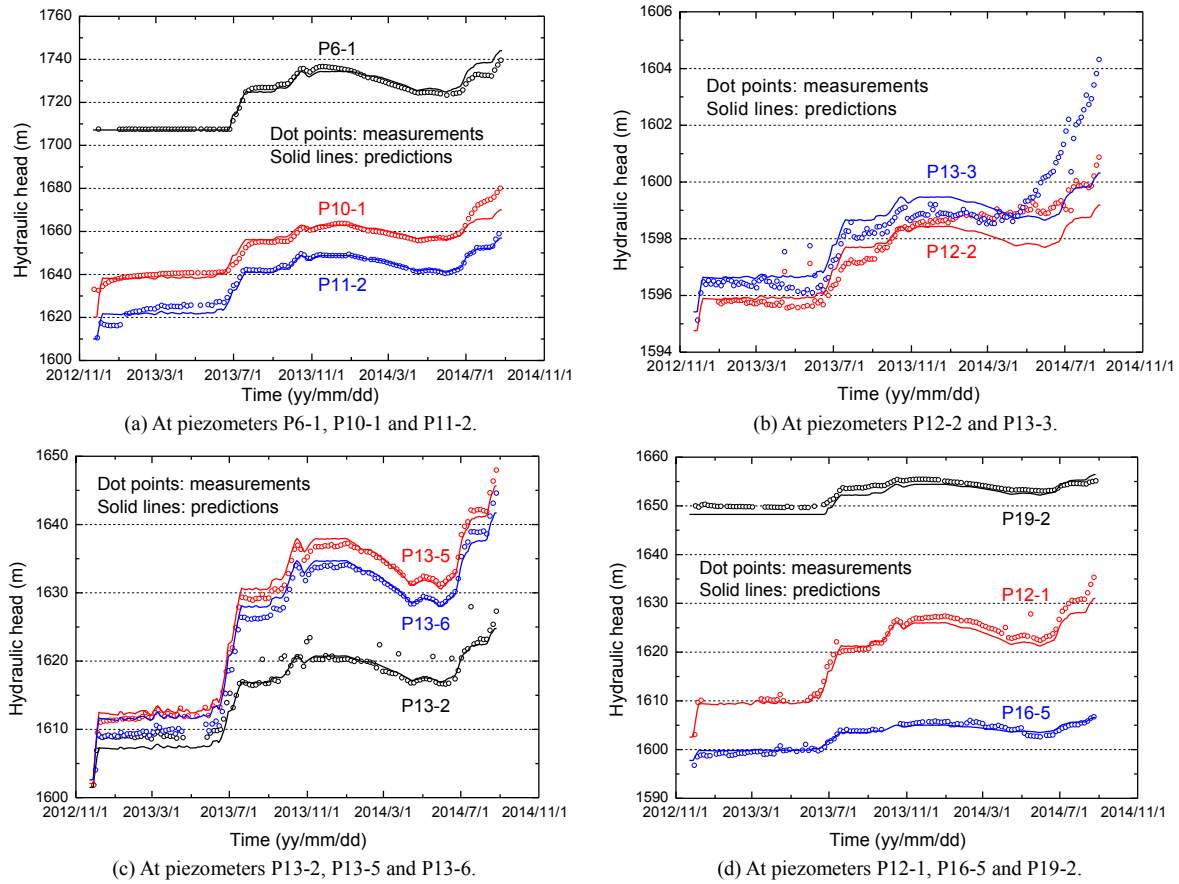 1760
1740
1720
1700
1680
1660
1640
1620
1600
Hydraulic head (m)
P6-1
Dot points: measurements
Solid lines: predictions
P10-1
P11-2
2012/11/1 2013/3/1 2013/7/1 2013/11/1 2014/3/1 2014/7/1 2014/11/1
Time (yy/mm/dd)
(a) At piezometers P6-1, P10-1 and P11-2.
1606
1604
1602
1600
1598
1596
1594
Hydraulic head (m)
Dot points: measurements
Solid lines: predictions
P13-3
P12-2
2012/11/1 2013/3/1 2013/7/1 2013/11/1 2014/3/1 2014/7/1 2014/11/1
Time (yy/mm/dd)
(b) At piezometers P12-2 and P13-3.
1650
1640
1630
1620
1610
1600
Hydraulic head (m)
Dot points: measurements
Solid lines: predictions
P13-5
P13-6
P13-2
2012/11/1 2013/3/1 2013/7/1 2013/11/1 2014/3/1 2014/7/1 2014/11/1
Time (yy/mm/dd)
(c) At piezometers P13-2, P13-5 and P13-6.
1660
1650
1640
1630
1620
1610
1600
1590
Hydraulic head (m)
P19-2
Dot points: measurements
Solid lines: predictions
P12-1
P16-5
2012/11/1 2013/3/1 2013/7/1 2013/11/1 2014/3/1 2014/7/1 2014/11/1
Time (yy/mm/dd)
(d) At piezometers P12-1, P16-5 and P19-2.